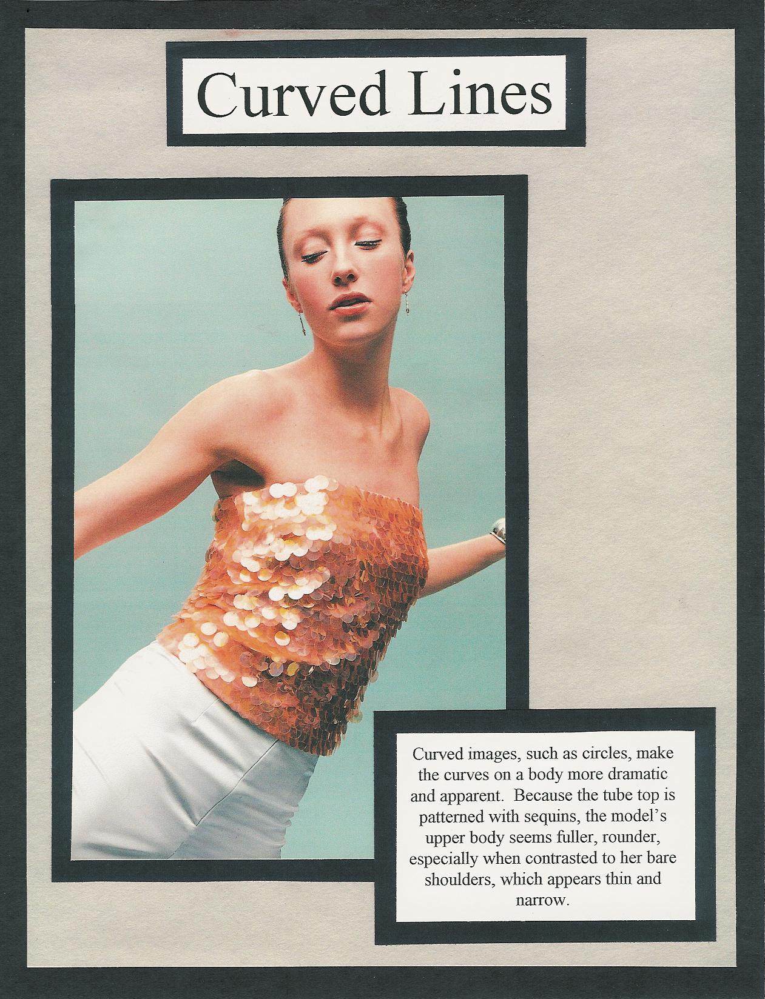 Curved Lines
Curved images, such as circles, make
the curves on a body more dramatic
and apparent.  Because the tube top is
patterned with sequins, the model's
upper body seems fuller, rounder,
especially when contrasted to her bare
shoulders, which appears thin and
narrow.